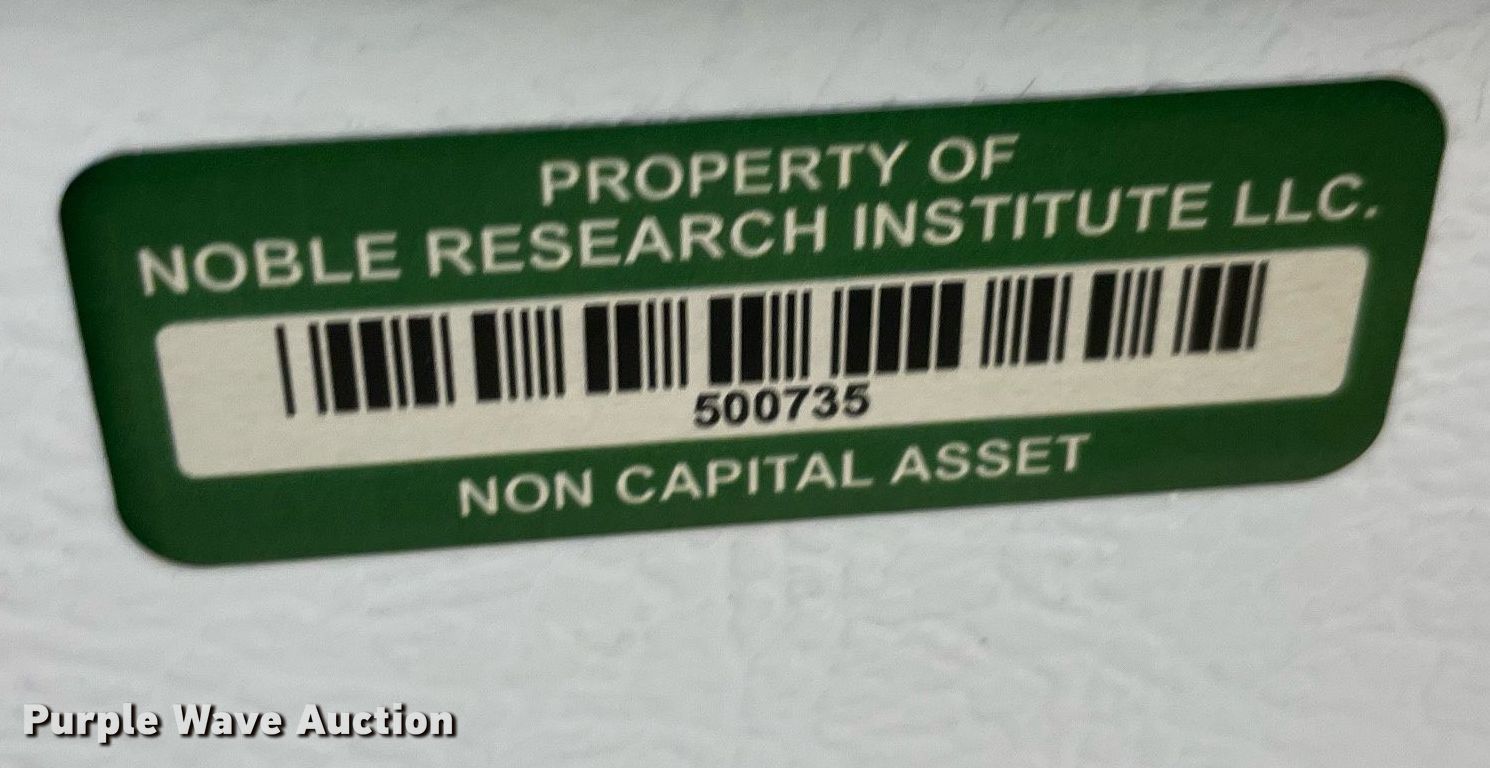 PROPERTY OF
NOBLE RESEARCH INSTITUTE LLC.
500735
NON CAPITAL ASSET
Purple Wave Auction